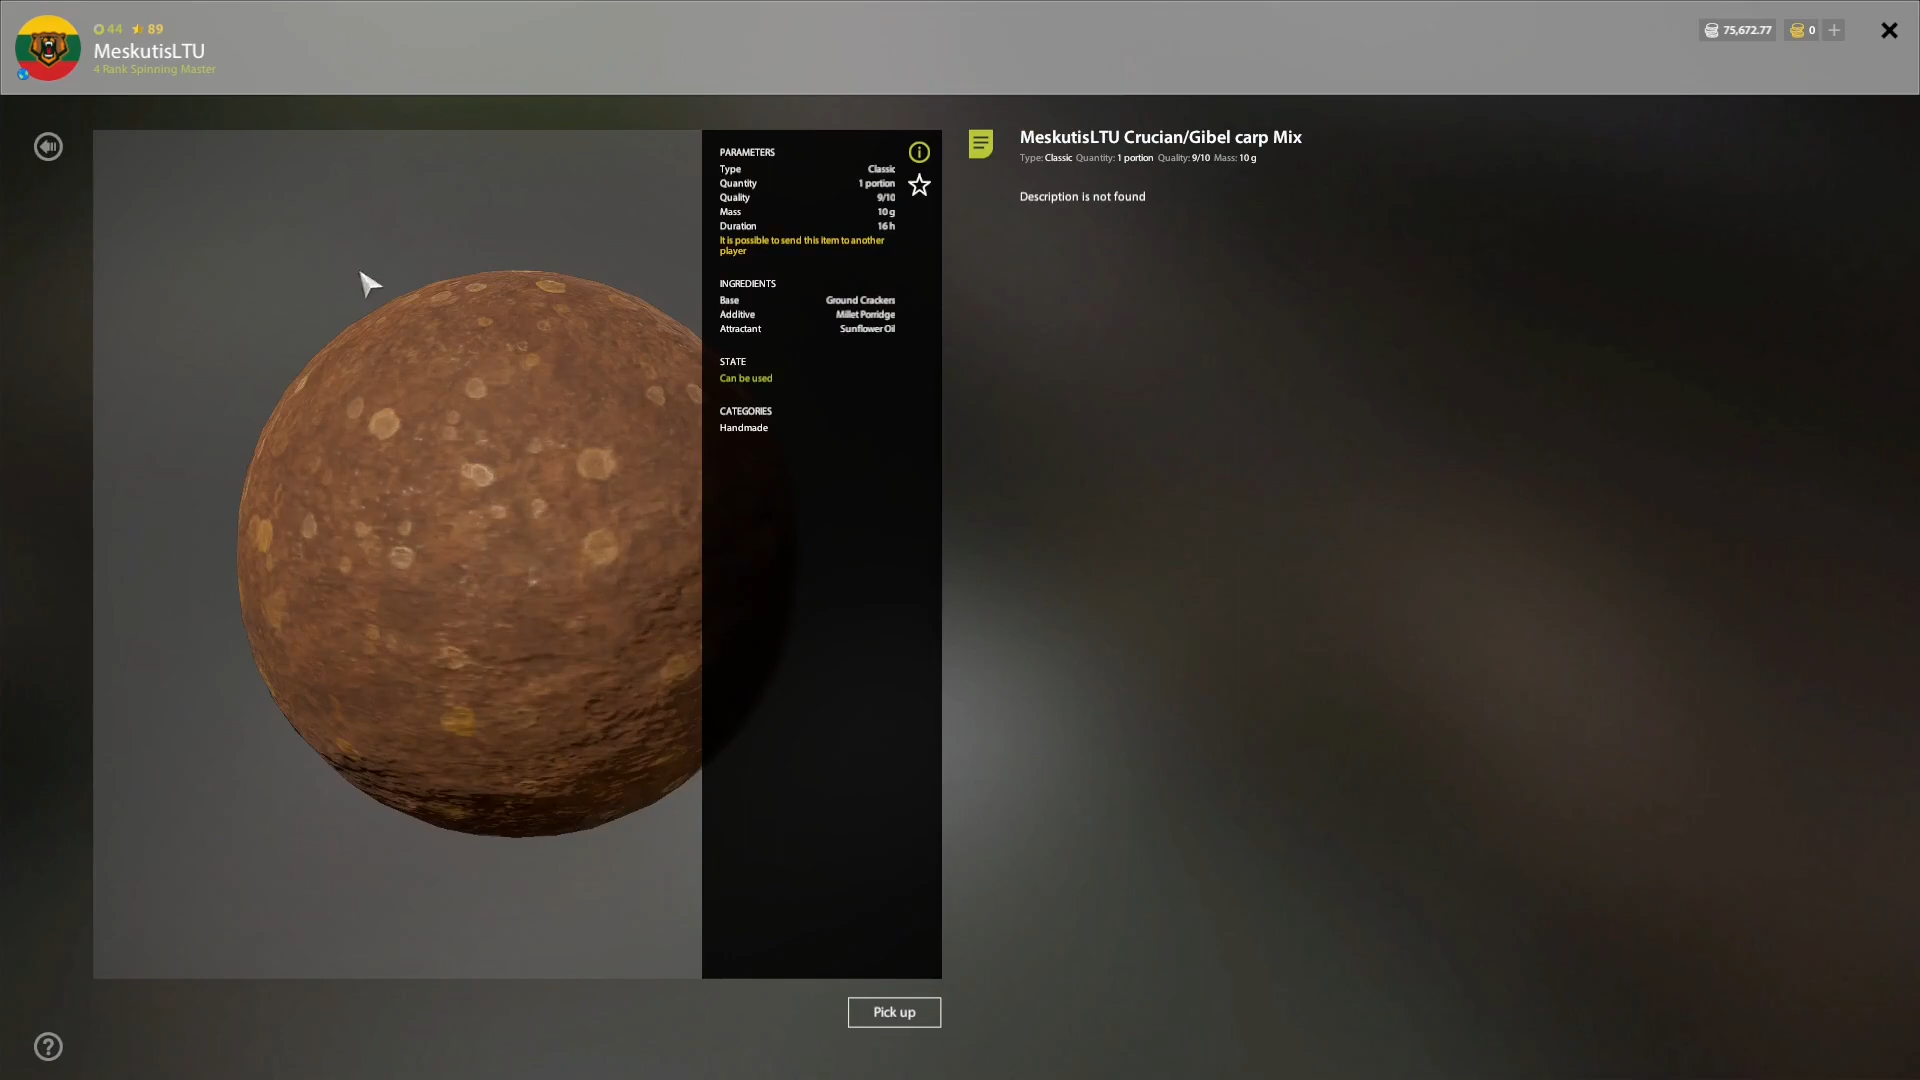 44 89
MeskutisLTU
4 Rank Spinning Master
75,672.77 0
PARAMETERS
Type Classic
Quantity 1 portion
Quality 9/10
Mass 10 g
Duration 16 h
It is possible to send this item to another
player
INGREDIENTS
Base Ground Crackers
Additive Millet Porridge
Attractant Sunflower Oil
STATE
Can be used
CATEGORIES
Handmade
Pick up
MeskutisLTU Crucian/Gibel carp Mix
Type: Classic Quantity: 1 portion Quality: 9/10 Mass: 10 g
Description is not found